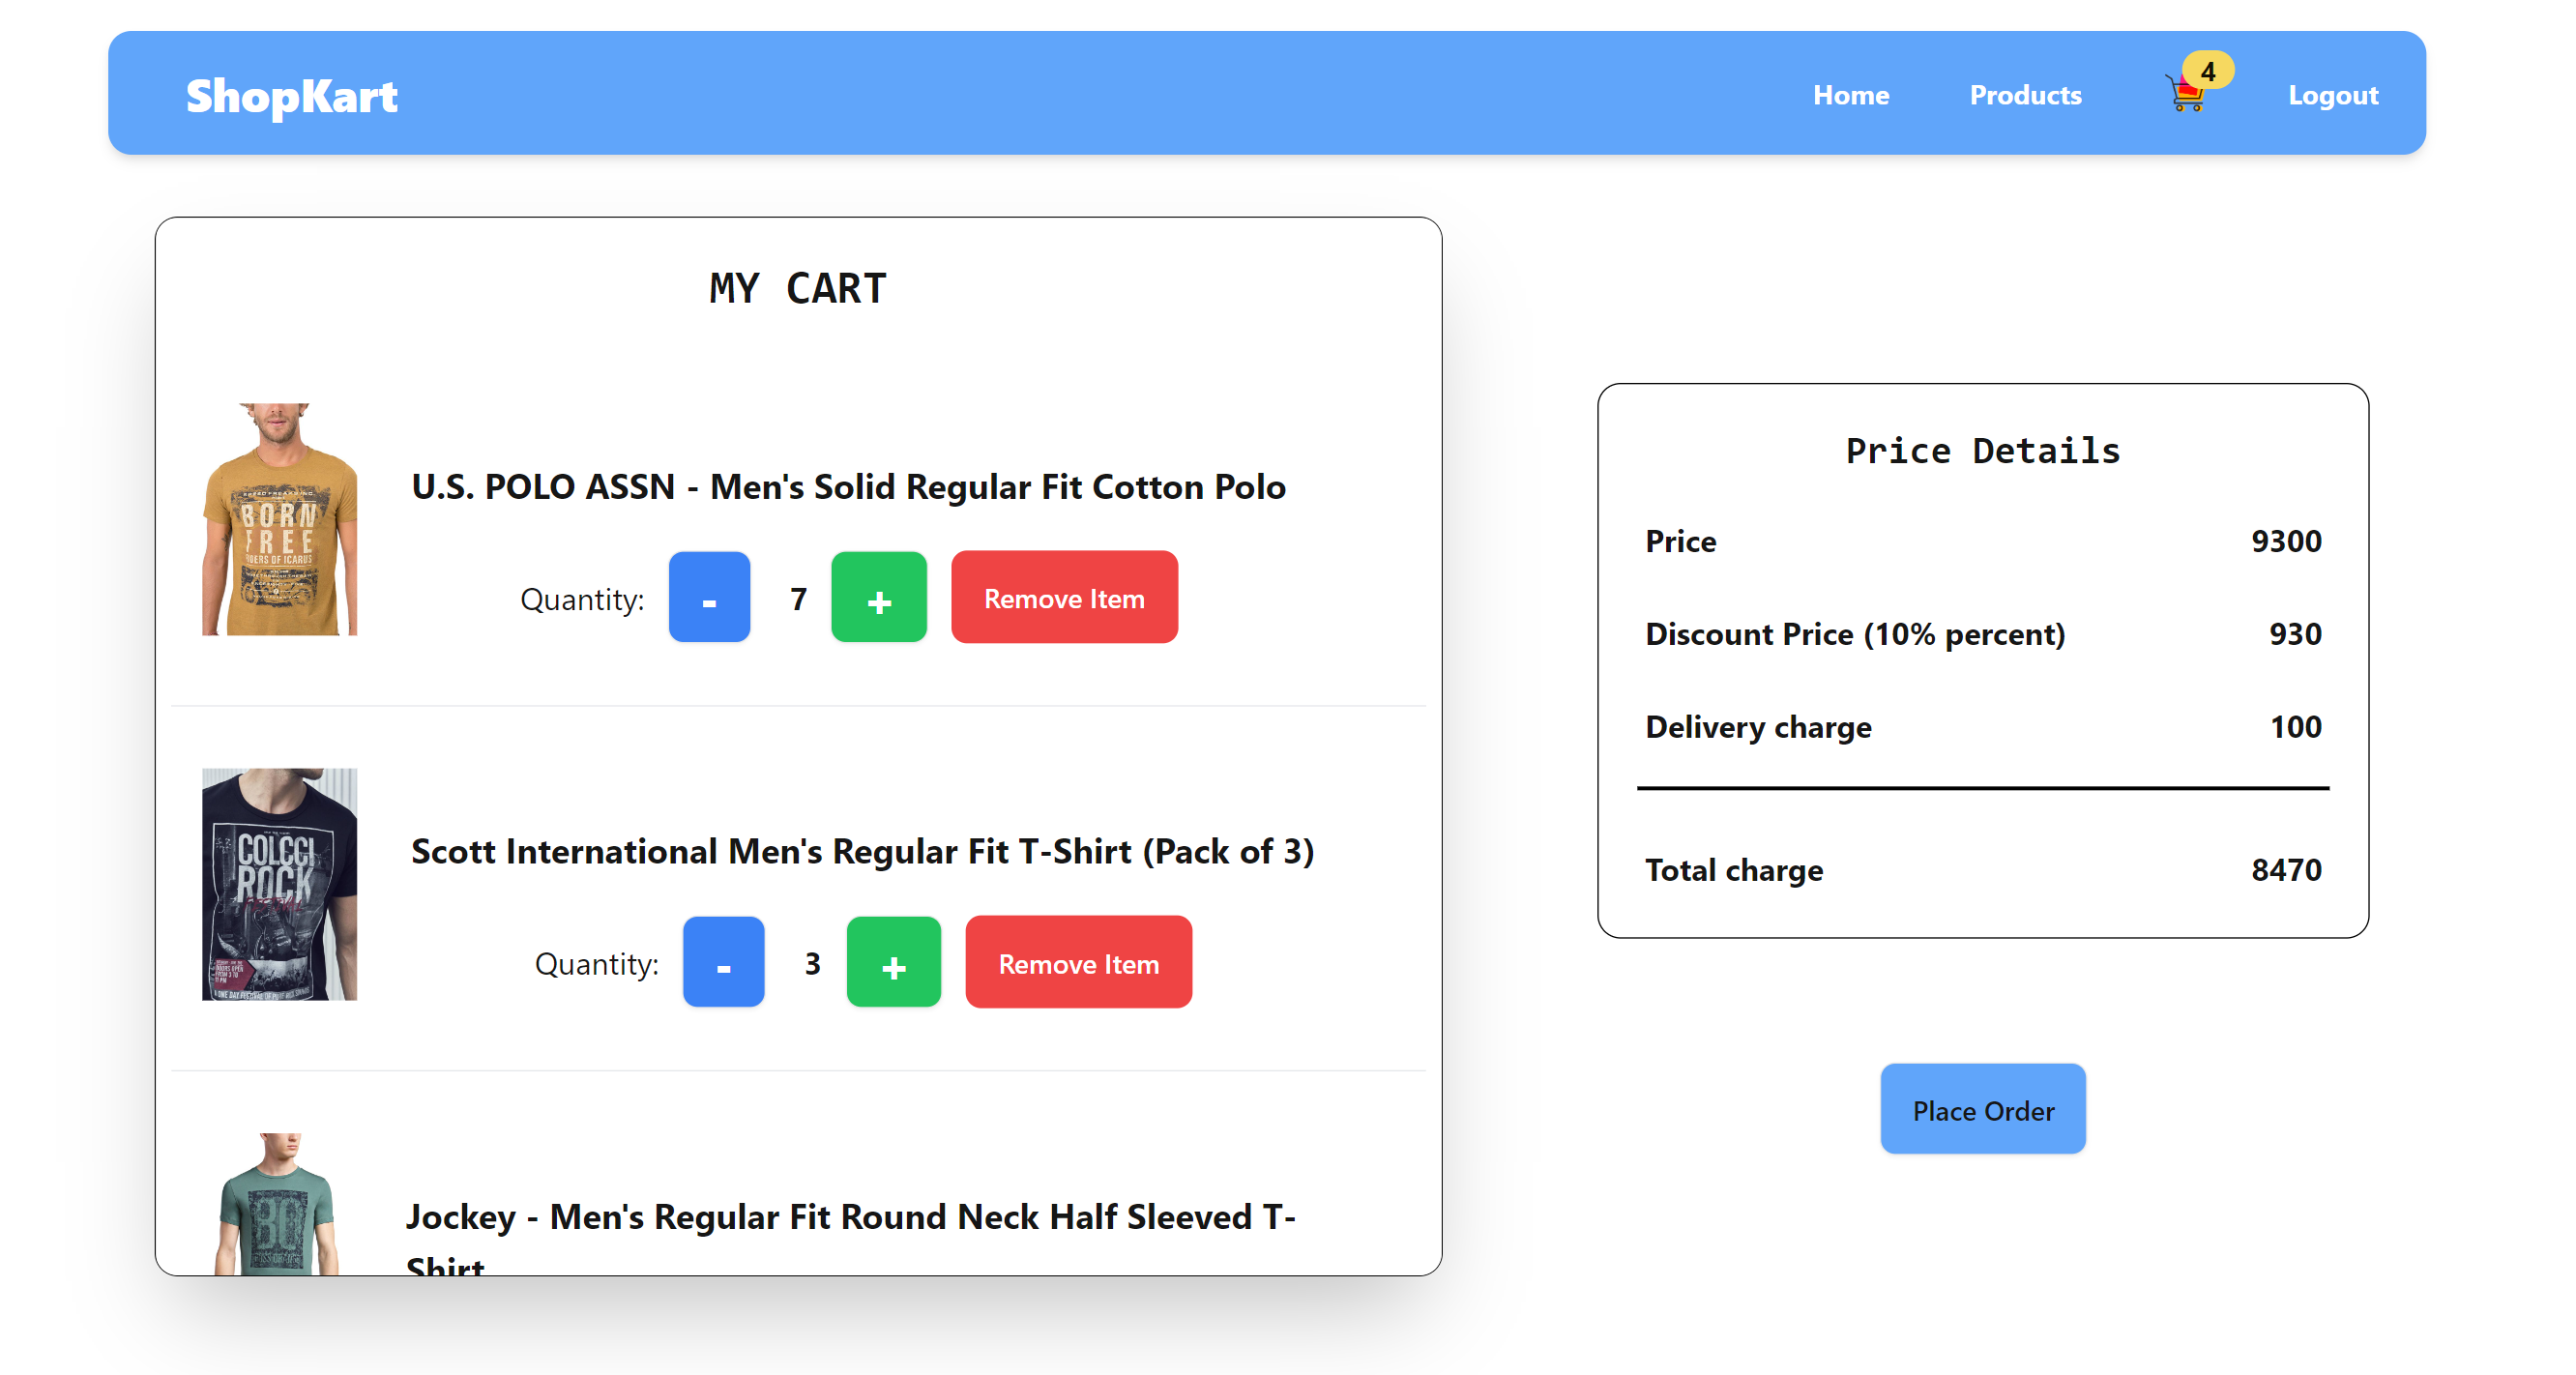 ShopKart
Home
Products
4
Logout
MY CART
BORN
FREE
U.S. POLO ASSN - Men's Solid Regular Fit Cotton Polo
Quantity:
-
7
+
Remove Item
COLCCI
ROCK
FESTIVAL
Scott International Men's Regular Fit T-Shirt (Pack of 3)
Quantity:
-
3
+
Remove Item
Jockey - Men's Regular Fit Round Neck Half Sleeved T-
Shirt
Price Details
Price 9300
Discount Price (10% percent) 930
Delivery charge 100
Total charge 8470
Place Order